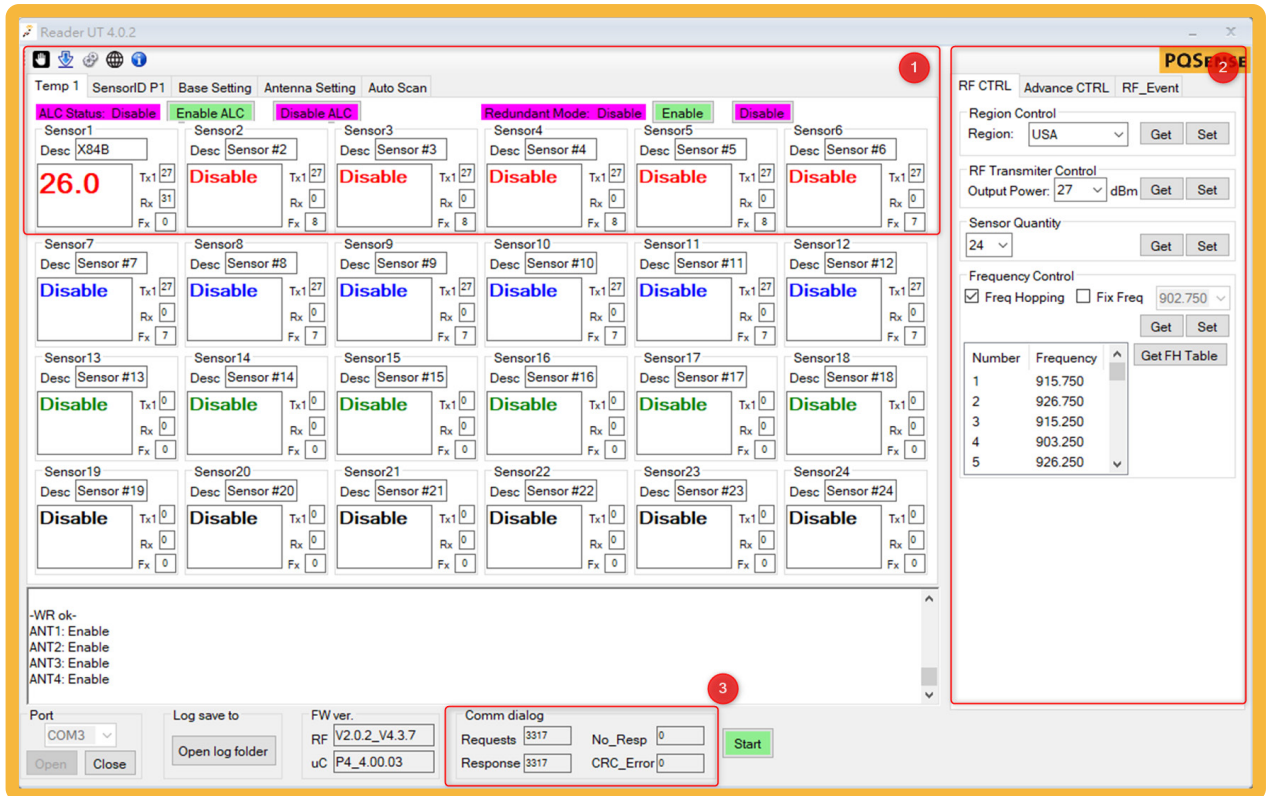 Reader UT 4.0.2
1
2
PQSENSE
Temp 1 SensorID P1 Base Setting Antenna Setting Auto Scan
RF CTRL Advance CTRL RF_Event
ALC Status: Disable Enable ALC Disable ALC Redundant Mode: Disable Enable Disable
Sensor1 Sensor2 Sensor3 Sensor4 Sensor5 Sensor6
Desc X84B Desc Sensor #2 Desc Sensor #3 Desc Sensor #4 Desc Sensor #5 Desc Sensor #6
26.0 Tx1 27 Disable Tx1 27 Disable Tx1 27 Disable Tx1 27 Disable Tx1 27 Disable Tx1 27
Rx 31 Rx 0 Rx 0 Rx 0 Rx 0 Rx 0
Fx 0 Fx 8 Fx 8 Fx 8 Fx 8 Fx 7
Sensor7 Sensor8 Sensor9 Sensor10 Sensor11 Sensor12
Desc Sensor #7 Desc Sensor #8 Desc Sensor #9 Desc Sensor #10 Desc Sensor #11 Desc Sensor #12
Disable Tx1 27 Disable Tx1 27 Disable Tx1 27 Disable Tx1 27 Disable Tx1 27 Disable Tx1 27
Rx 0 Rx 0 Rx 0 Rx 0 Rx 0 Rx 0
Fx 7 Fx 7 Fx 7 Fx 7 Fx 7 Fx 7
Sensor13 Sensor14 Sensor15 Sensor16 Sensor17 Sensor18
Desc Sensor #13 Desc Sensor #14 Desc Sensor #15 Desc Sensor #16 Desc Sensor #17 Desc Sensor #18
Disable Tx1 0 Disable Tx1 0 Disable Tx1 0 Disable Tx1 0 Disable Tx1 0 Disable Tx1 0
Rx 0 Rx 0 Rx 0 Rx 0 Rx 0 Rx 0
Fx 0 Fx 0 Fx 0 Fx 0 Fx 0 Fx 0
Sensor19 Sensor20 Sensor21 Sensor22 Sensor23 Sensor24
Desc Sensor #19 Desc Sensor #20 Desc Sensor #21 Desc Sensor #22 Desc Sensor #23 Desc Sensor #24
Disable Tx1 0 Disable Tx1 0 Disable Tx1 0 Disable Tx1 0 Disable Tx1 0 Disable Tx1 0
Rx 0 Rx 0 Rx 0 Rx 0 Rx 0 Rx 0
Fx 0 Fx 0 Fx 0 Fx 0 Fx 0 Fx 0
Region Control
Region: USA Get Set
RF Transmiter Control
Output Power: 27 dBm Get Set
Sensor Quantity
24 Get Set
Frequency Control
Freq Hopping Fix Freq 902.750
Get Set
Number Frequency Get FH Table
1 915.750
2 926.750
3 915.250
4 903.250
5 926.250
-WR ok-
ANT1: Enable
ANT2: Enable
ANT3: Enable
ANT4: Enable
3
Port Log save to FW ver. Comm dialog
COM3 Open log folder RF V2.0.2_V4.3.7 Requests 3317 No_Resp 0 Start
Open Close uC P4_4.00.03 Response 3317 CRC_Error 0